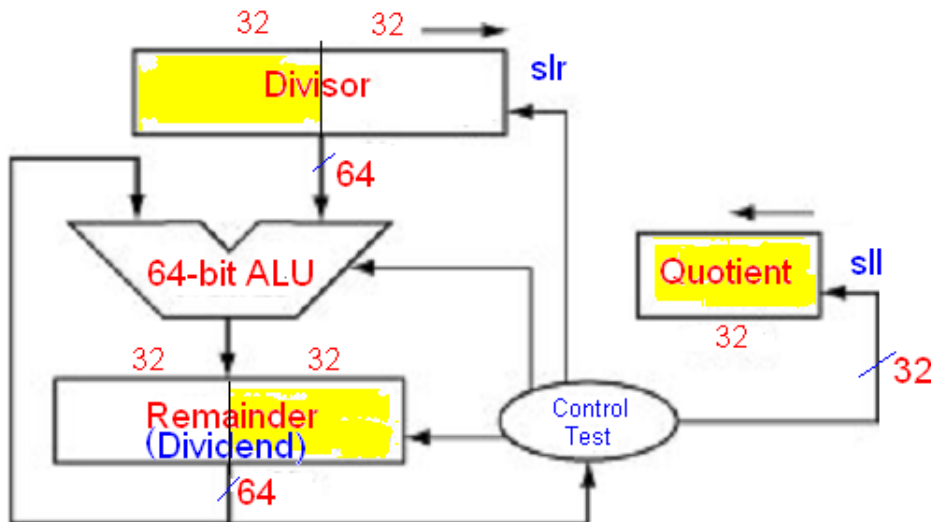 32 32
Divisor
slr
64
64-bit ALU
Quotient
sll
32
32
32 32
Remainder
(Dividend)
Control
Test
64